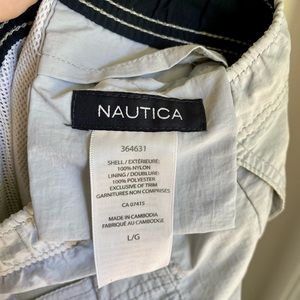 NAUTICA
364631
SHELL / EXTÉRIEURE:
100% NYLON
LINING / DOUBLURE:
100% POLYESTER
EXCLUSIVE OF TRIM
GARNITURES NON COMPRISES
CA 07415
MADE IN CAMBODIA
FABRIQUÉ AU CAMBODGE
L/G